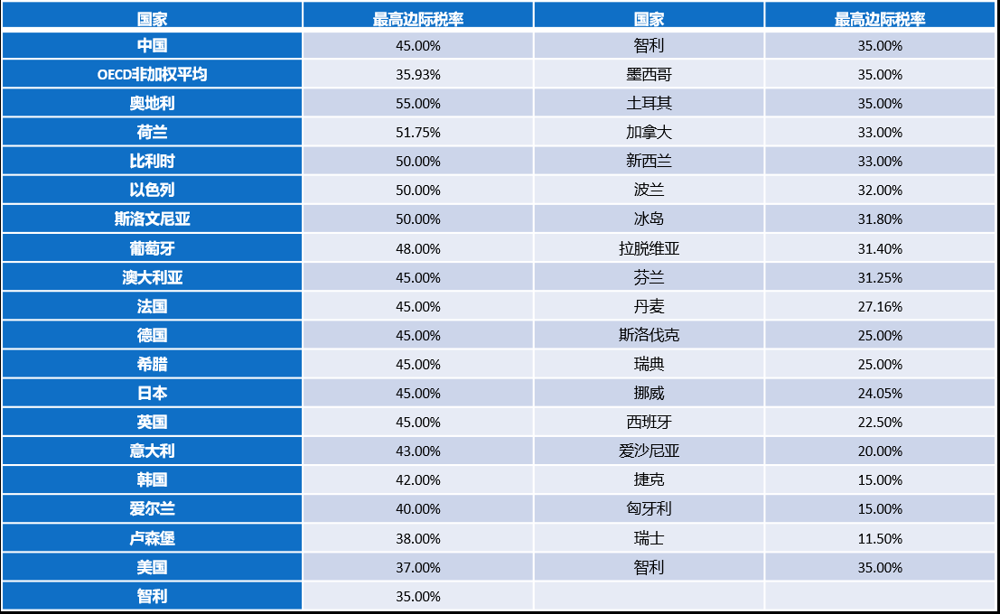 国家 最高边际税率 国家 最高边际税率
中国 45.00% 智利 35.00%
OECD非加权平均 35.93% 墨西哥 35.00%
奥地利 55.00% 土耳其 35.00%
荷兰 51.75% 加拿大 33.00%
比利时 50.00% 新西兰 33.00%
以色列 50.00% 波兰 32.00%
斯洛文尼亚 50.00% 冰岛 31.80%
葡萄牙 48.00% 拉脱维亚 31.40%
澳大利亚 45.00% 芬兰 31.25%
法国 45.00% 丹麦 27.16%
德国 45.00% 斯洛伐克 25.00%
希腊 45.00% 瑞典 25.00%
日本 45.00% 挪威 24.05%
英国 45.00% 西班牙 22.50%
意大利 43.00% 爱沙尼亚 20.00%
韩国 42.00% 捷克 15.00%
爱尔兰 40.00% 匈牙利 15.00%
卢森堡 38.00% 瑞士 11.50%
美国 37.00% 智利 35.00%
智利 35.00%